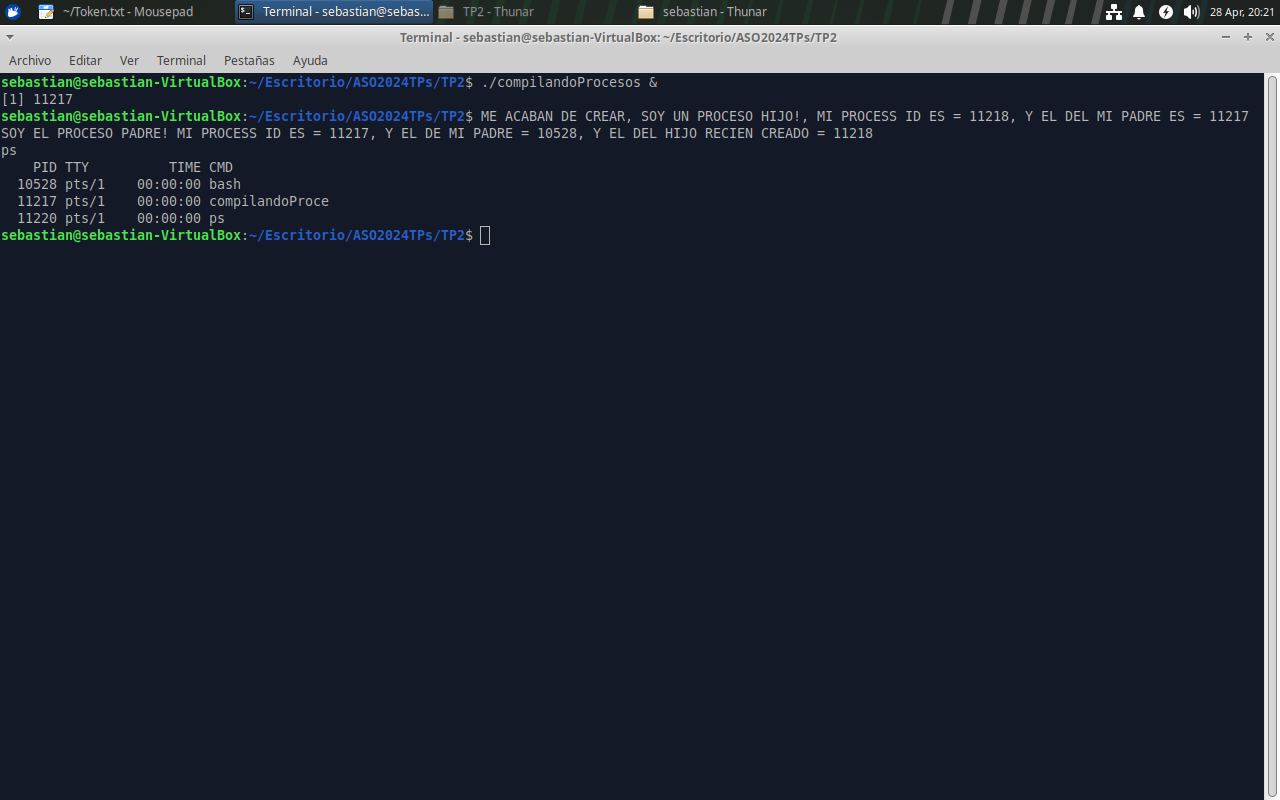 ~/Token.txt - Mousepad
Terminal - sebastian@sebas...
TP2 - Thunar
sebastian - Thunar
28 Apr, 20:21
Terminal - sebastian@sebastian-VirtualBox: ~/Escritorio/ASO2024TPs/TP2
Archivo Editar Ver Terminal Pestañas Ayuda
sebastian@sebastian-VirtualBox:~/Escritorio/ASO2024TPs/TP2$ ./compilandoProcesos &
[1] 11217
sebastian@sebastian-VirtualBox:~/Escritorio/ASO2024TPs/TP2$ ME ACABAN DE CREAR, SOY UN PROCESO HIJO!, MI PROCESS ID ES = 11218, Y EL DEL MI PADRE ES = 11217
SOY EL PROCESO PADRE! MI PROCESS ID ES = 11217, Y EL DE MI PADRE = 10528, Y EL DEL HIJO RECIEN CREADO = 11218
ps
    PID TTY          TIME CMD
  10528 pts/1    00:00:00 bash
  11217 pts/1    00:00:00 compilandoProce
  11220 pts/1    00:00:00 ps
sebastian@sebastian-VirtualBox:~/Escritorio/ASO2024TPs/TP2$